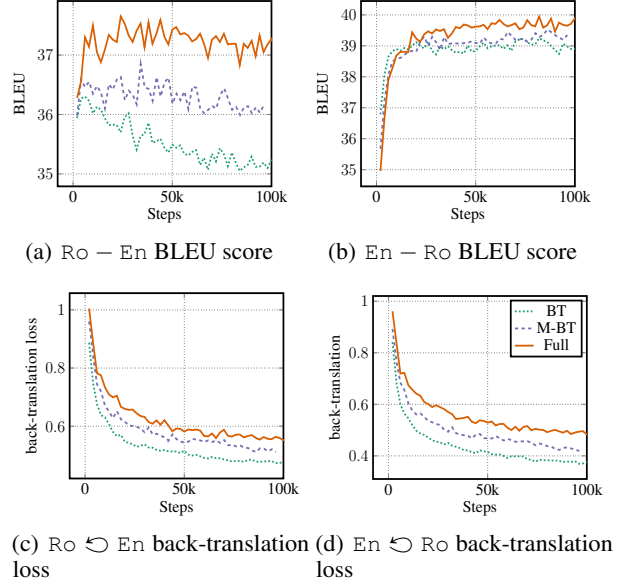 37
36
35
BLEU
0
50k
100k
Steps
(a) Ro − En BLEU score
40
39
38
37
36
35
BLEU
0
50k
100k
Steps
(b) En − Ro BLEU score
1
0.8
0.6
back-translation loss
0
50k
100k
Steps
(c) Ro ⟲ En back-translation
loss
1
0.8
0.6
0.4
back-translation
BT
M-BT
Full
0
50k
100k
Steps
(d) En ⟲ Ro back-translation
loss